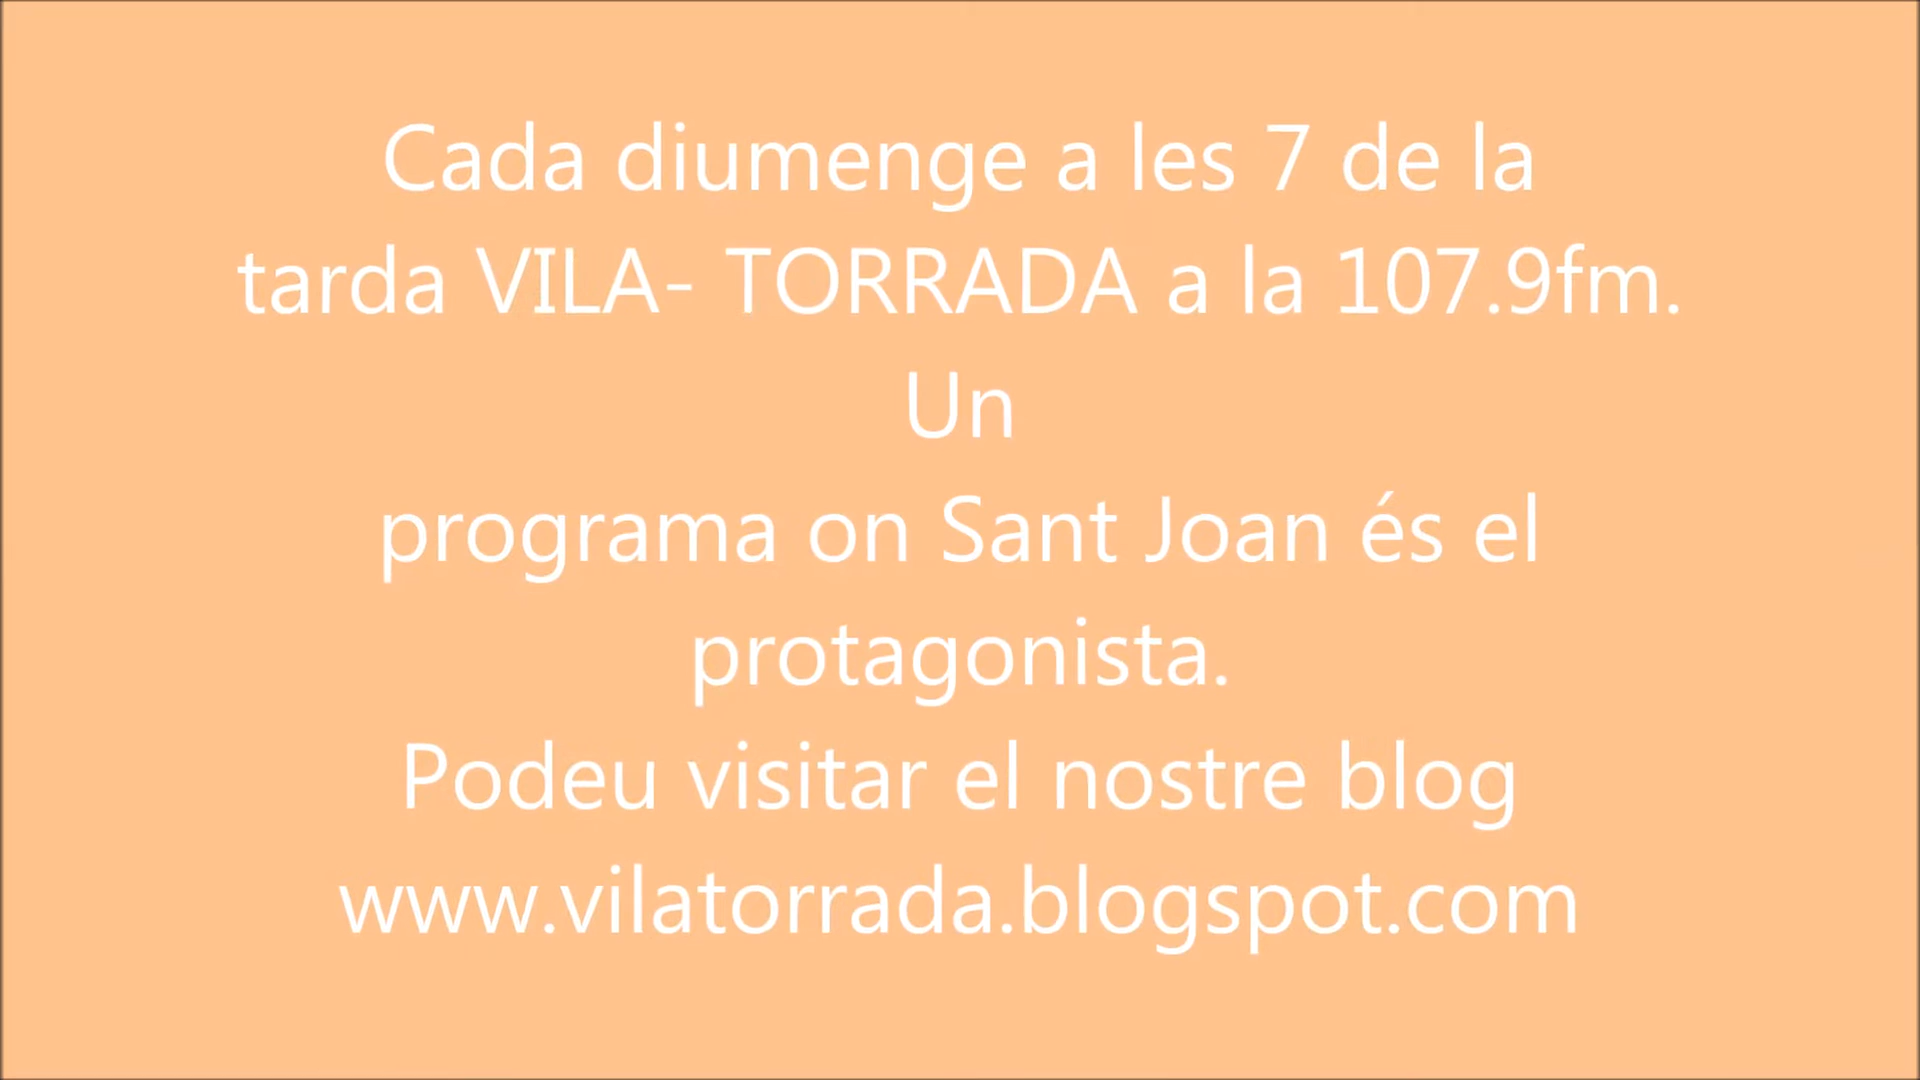 Cada diumenge a les 7 de la
tarda VILA- TORRADA a la 107.9fm.
Un
programa on Sant Joan és el
protagonista.
Podeu visitar el nostre blog
www.vilatorrada.blogspot.com